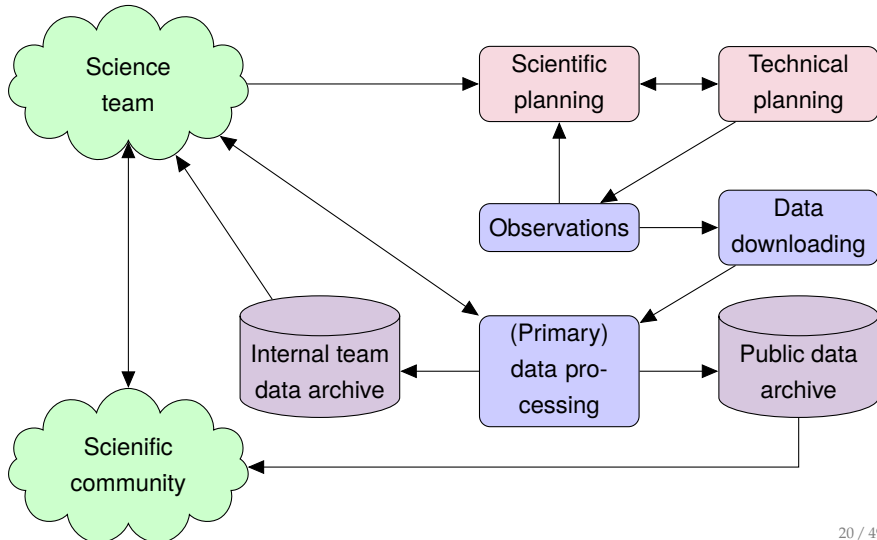 Science
team
Scientific
planning
Technical
planning
Observations
Data
downloading
Internal team
data archive
(Primary)
data pro-
cessing
Public data
archive
Scienific
community
20 / 49